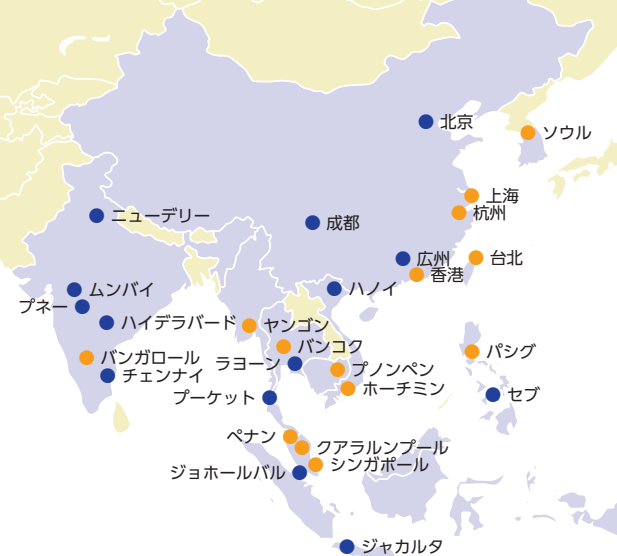 北京
ソウル
上海
杭州
ニューデリー
成都
広州
台北
香港
ムンバイ
ハノイ
プネー
ハイデラバード
ヤンゴン
バンコク
パシグ
バンガロール
ラヨーン
プノンペン
チェンナイ
ホーチミン
プーケット
セブ
ペナン
クアラルンプール
シンガポール
ジョホールバル
ジャカルタ